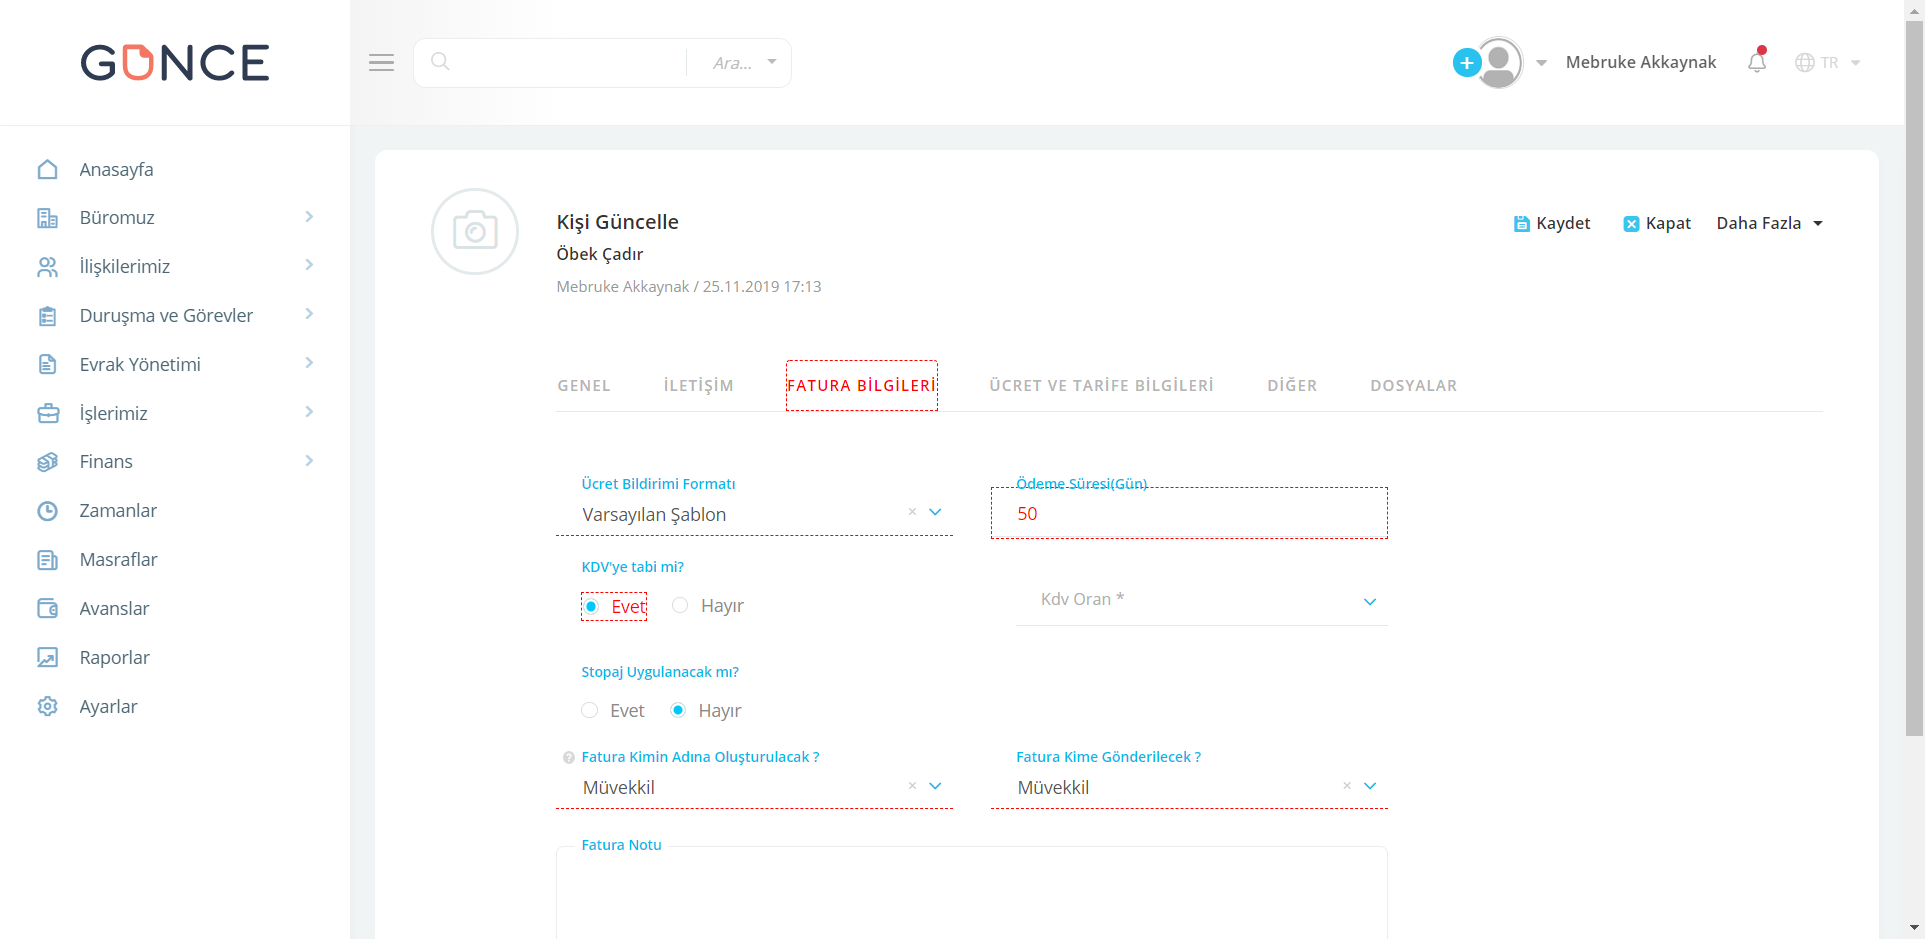 GÜNCE
Ara...
Mebruke Akkaynak
TR
Anasayfa
Büromuz
İlişkilerimiz
Duruşma ve Görevler
Evrak Yönetimi
İşlerimiz
Finans
Zamanlar
Masraflar
Avanslar
Raporlar
Ayarlar
Kişi Güncelle
Öbek Çadır
Mebruke Akkaynak / 25.11.2019 17:13
Kaydet
Kapat
Daha Fazla
GENEL
İLETİŞİM
FATURA BİLGİLERİ
ÜCRET VE TARİFE BİLGİLERİ
DİĞER
DOSYALAR
Ücret Bildirimi Formatı
Varsayılan Şablon
Ödeme Süresi(Gün)
50
KDV'ye tabi mi?
Evet Hayır
Kdv Oran *
Stopaj Uygulanacak mı?
Evet Hayır
Fatura Kimin Adına Oluşturulacak ?
Müvekkil
Fatura Kime Gönderilecek ?
Müvekkil
Fatura Notu